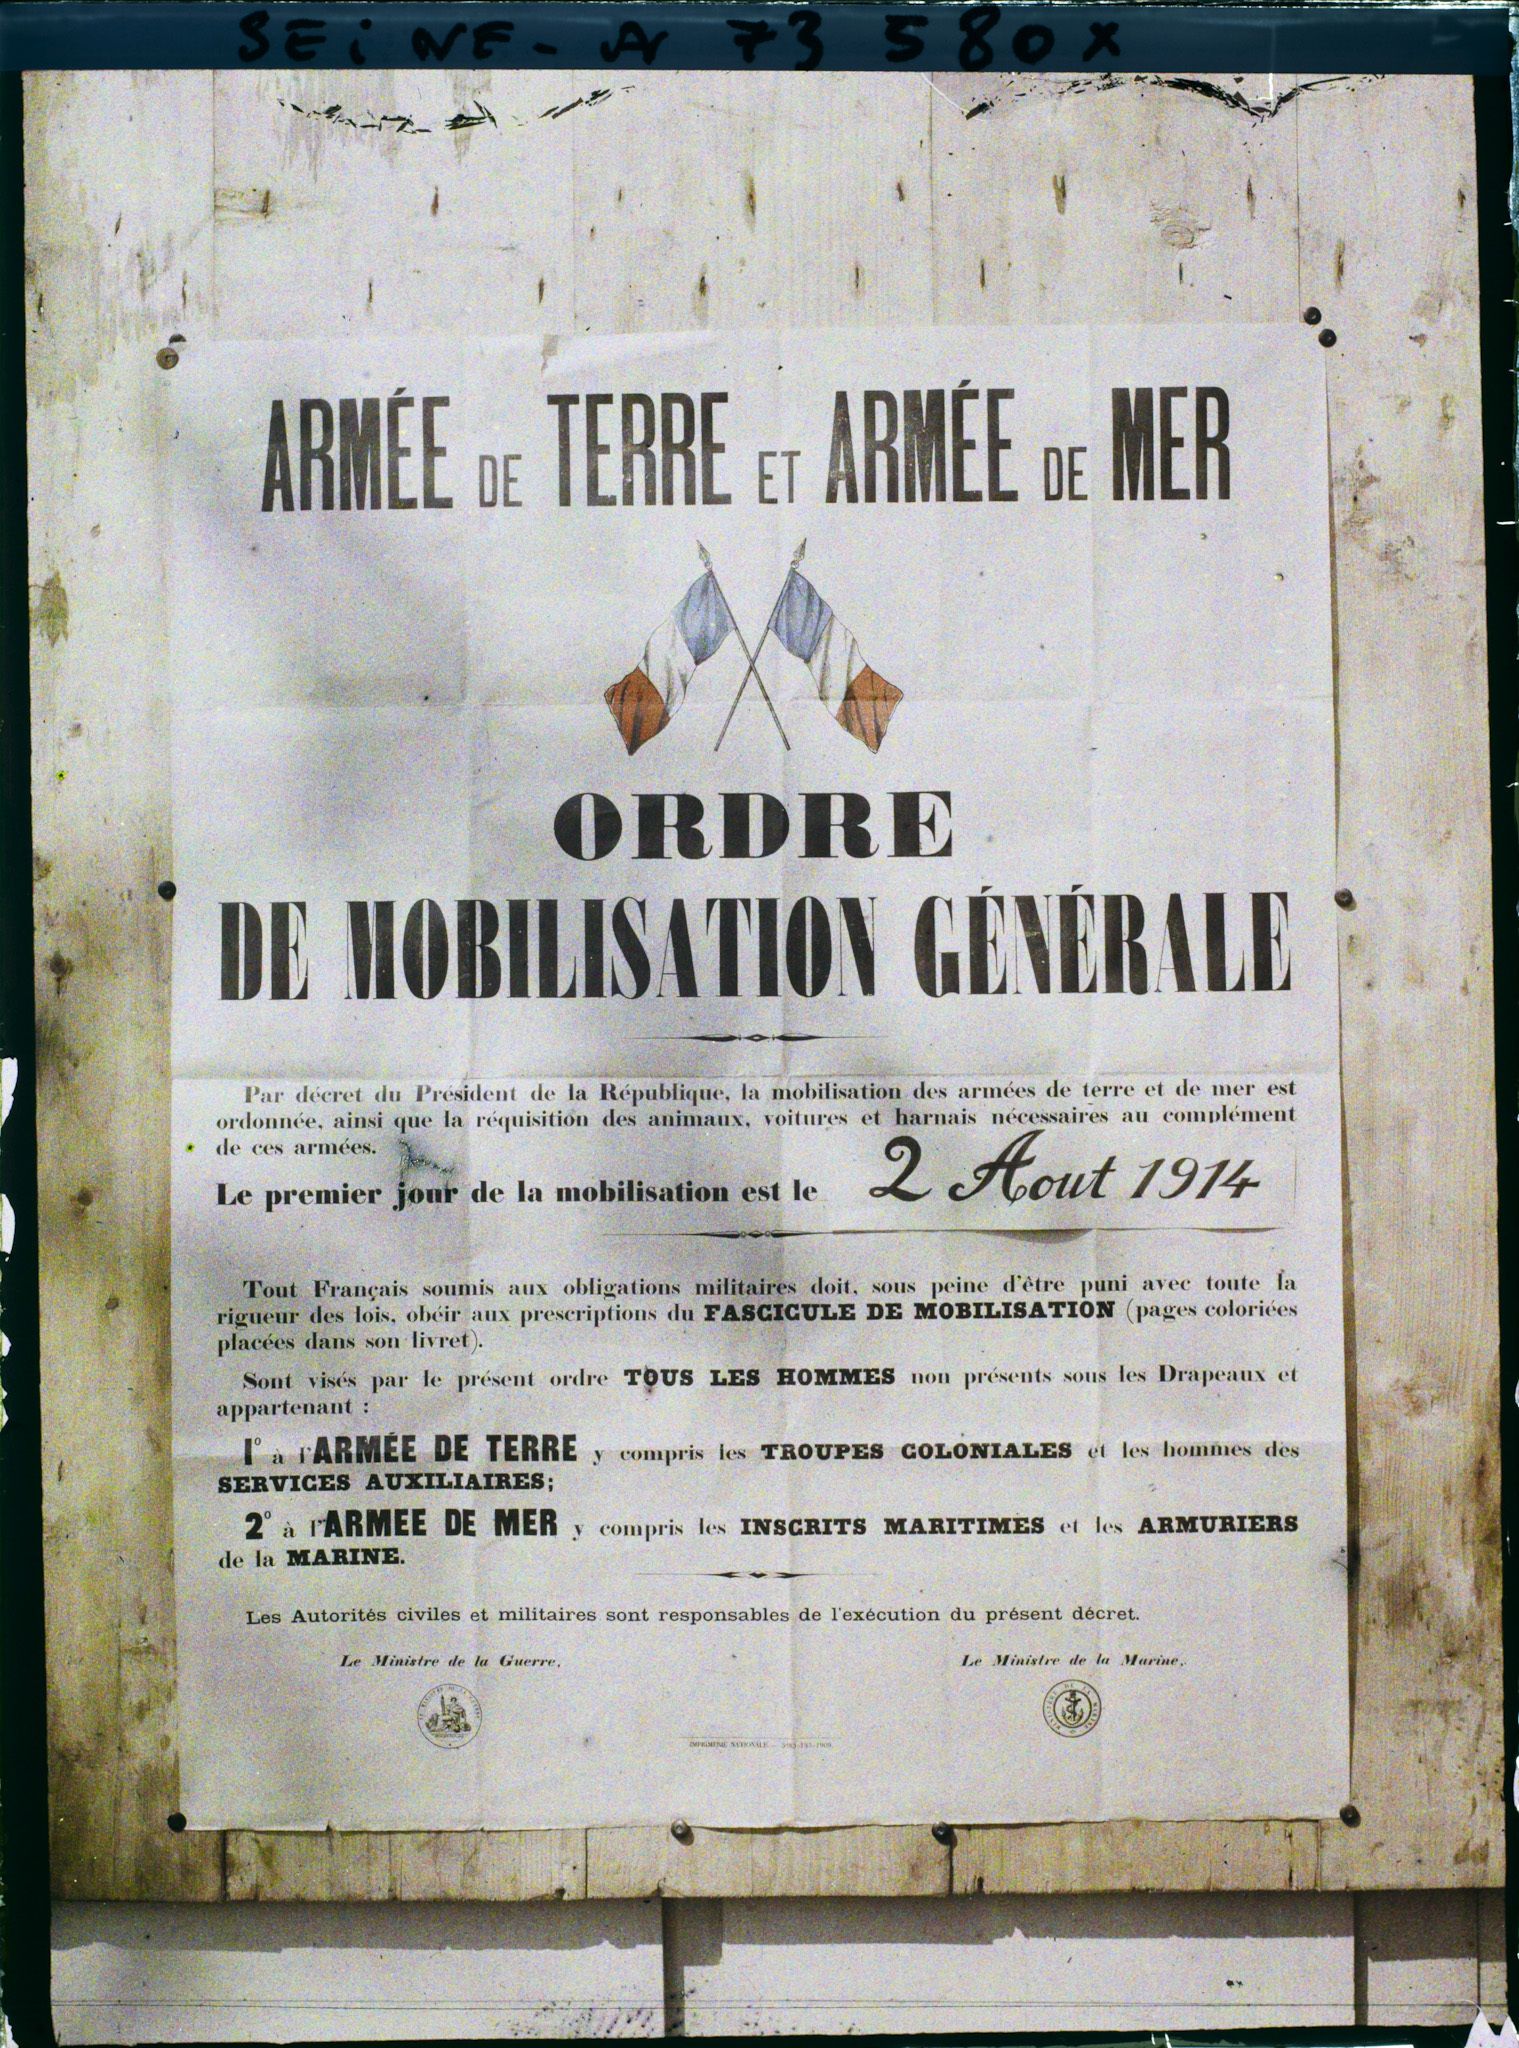 SEINE - A 73 580 X
ARMÉE DE TERRE ET ARMÉE DE MER
ORDRE
DE MOBILISATION GÉNÉRALE
Par décret du Président de la République, la mobilisation des armées de terre et de mer est
ordonnée, ainsi que la réquisition des animaux, voitures et harnais nécessaires au complément
de ces armées.
Le premier jour de la mobilisation est le 2 Aout 1914
Tout Français soumis aux obligations militaires doit, sous peine d'être puni avec toute la
rigueur des lois, obéir aux prescriptions du FASCICULE DE MOBILISATION (pages coloriées
placées dans son livret).
Sont visés par le présent ordre TOUS LES HOMMES non présents sous les Drapeaux et
appartenant :
1° à l'ARMÉE DE TERRE y compris les TROUPES COLONIALES et les hommes des
SERVICES AUXILIAIRES;
2° à l'ARMEE DE MER y compris les INSCRITS MARITIMES et les ARMURIERS
de la MARINE.
Les Autorités civiles et militaires sont responsables de l'exécution du présent décret.
Le Ministre de la Guerre, Le Ministre de la Marine,
MINISTÈRE DE LA MARINE
IMPRIMERIE NATIONALE